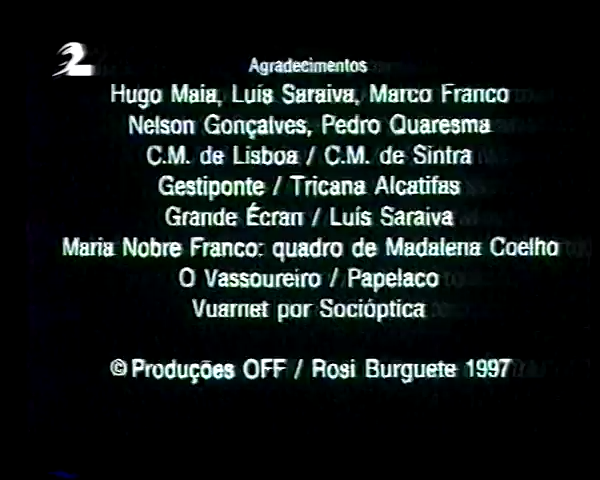 2
Agradecimentos
Hugo Maia, Luís Saraiva, Marco Franco
Nelson Gonçalves, Pedro Quaresma
C.M. de Lisboa / C.M. de Sintra
Gestiponte / Tricana Alcatifas
Grande Écran / Luís Saraiva
Maria Nobre Franco: quadro de Madalena Coelho
O Vassoureiro / Papelaco
Vuarnet por Socióptica
© Produções OFF / Rosi Burguete 1997